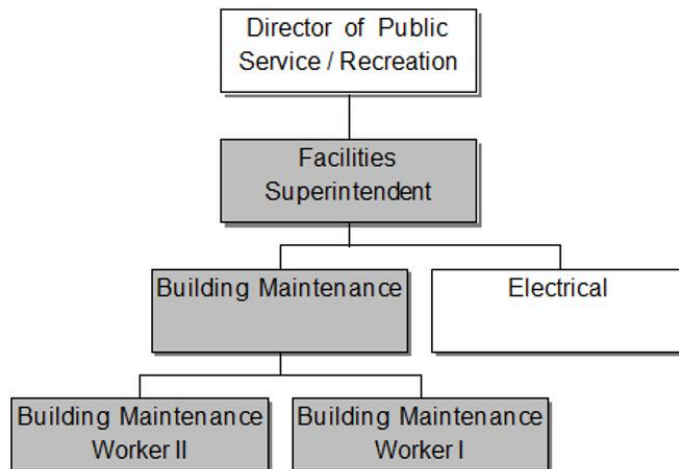 Director of Public
Service / Recreation
Facilities
Superintendent
Building Maintenance
Electrical
Building Maintenance
Worker II
Building Maintenance
Worker I